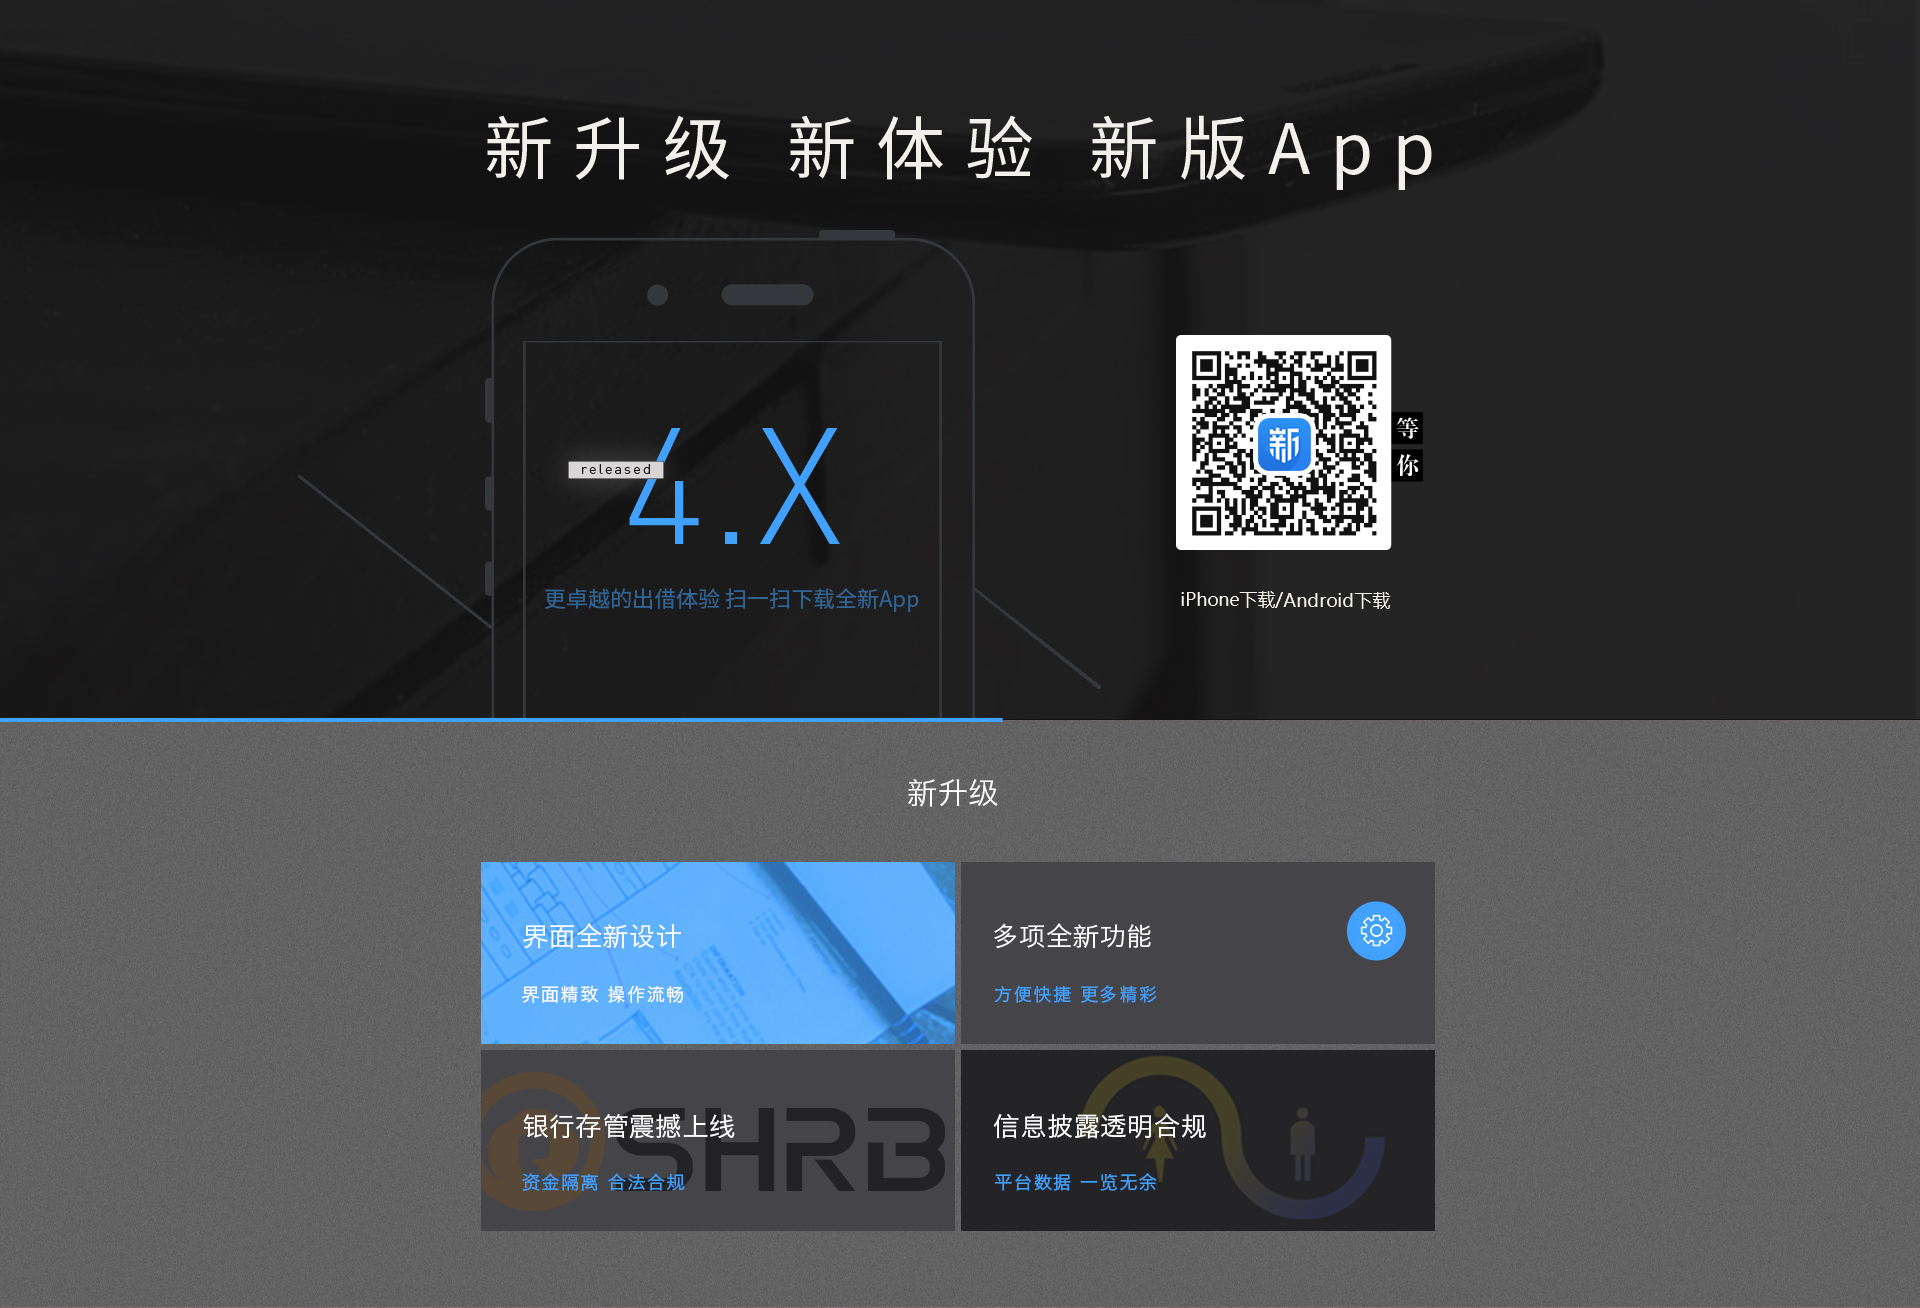 新升级 新体验 新版App
released
4.X
更卓越的出借体验 扫一扫下载全新App
新
等
你
iPhone下载/Android下载
新升级
界面全新设计
界面精致 操作流畅
多项全新功能
方便快捷 更多精彩
SHRB
银行存管震撼上线
资金隔离 合法合规
信息披露透明合规
平台数据 一览无余